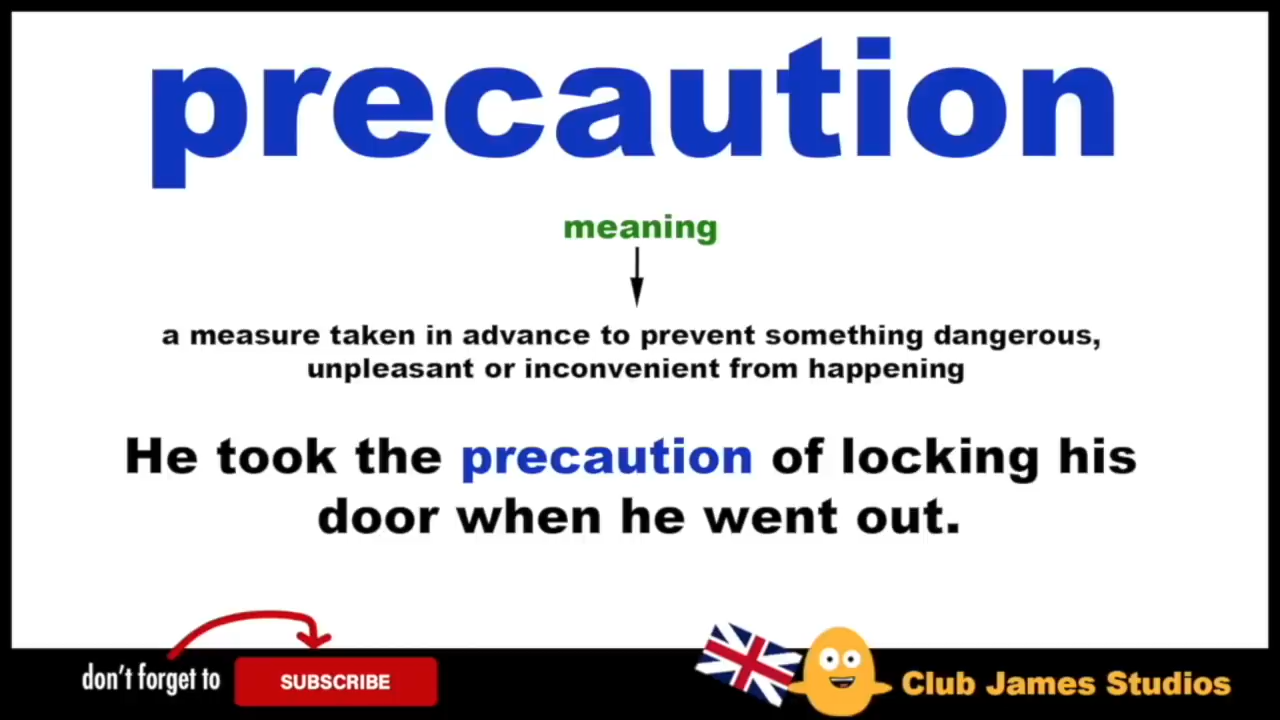 precaution
meaning
a measure taken in advance to prevent something dangerous,
unpleasant or inconvenient from happening
He took the precaution of locking his
door when he went out.
don't forget to SUBSCRIBE
Club James Studios